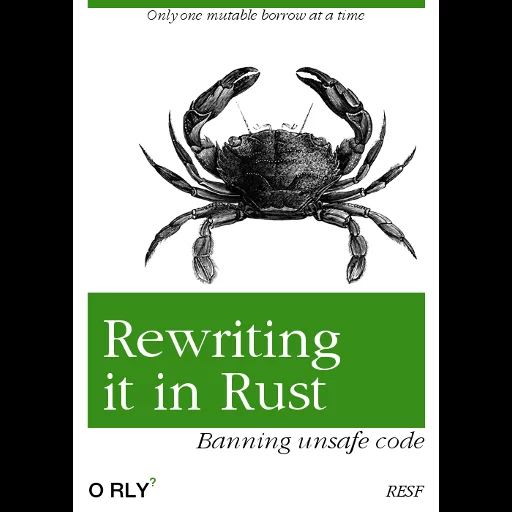 Only one mutable borrow at a time
Rewriting
it in Rust
Banning unsafe code
O RLY?
RESF